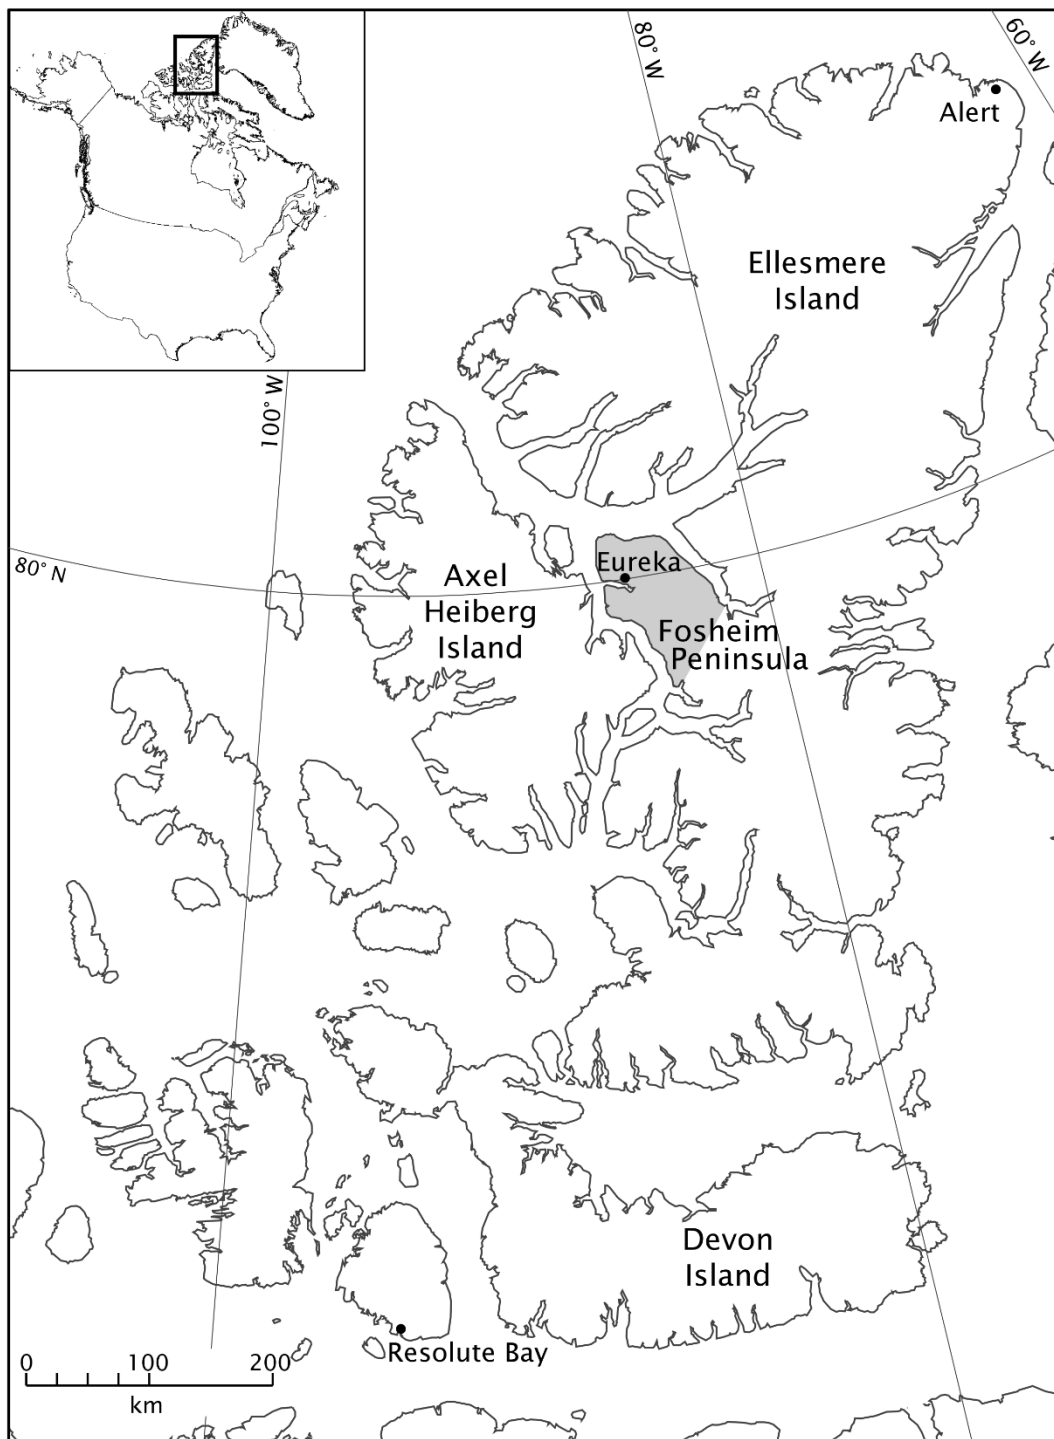 80° W
60° W
Alert
Ellesmere
Island
100° W
80° N
Eureka
Axel
Heiberg
Island
Fosheim
Peninsula
Devon
Island
Resolute Bay
0 100 200
km